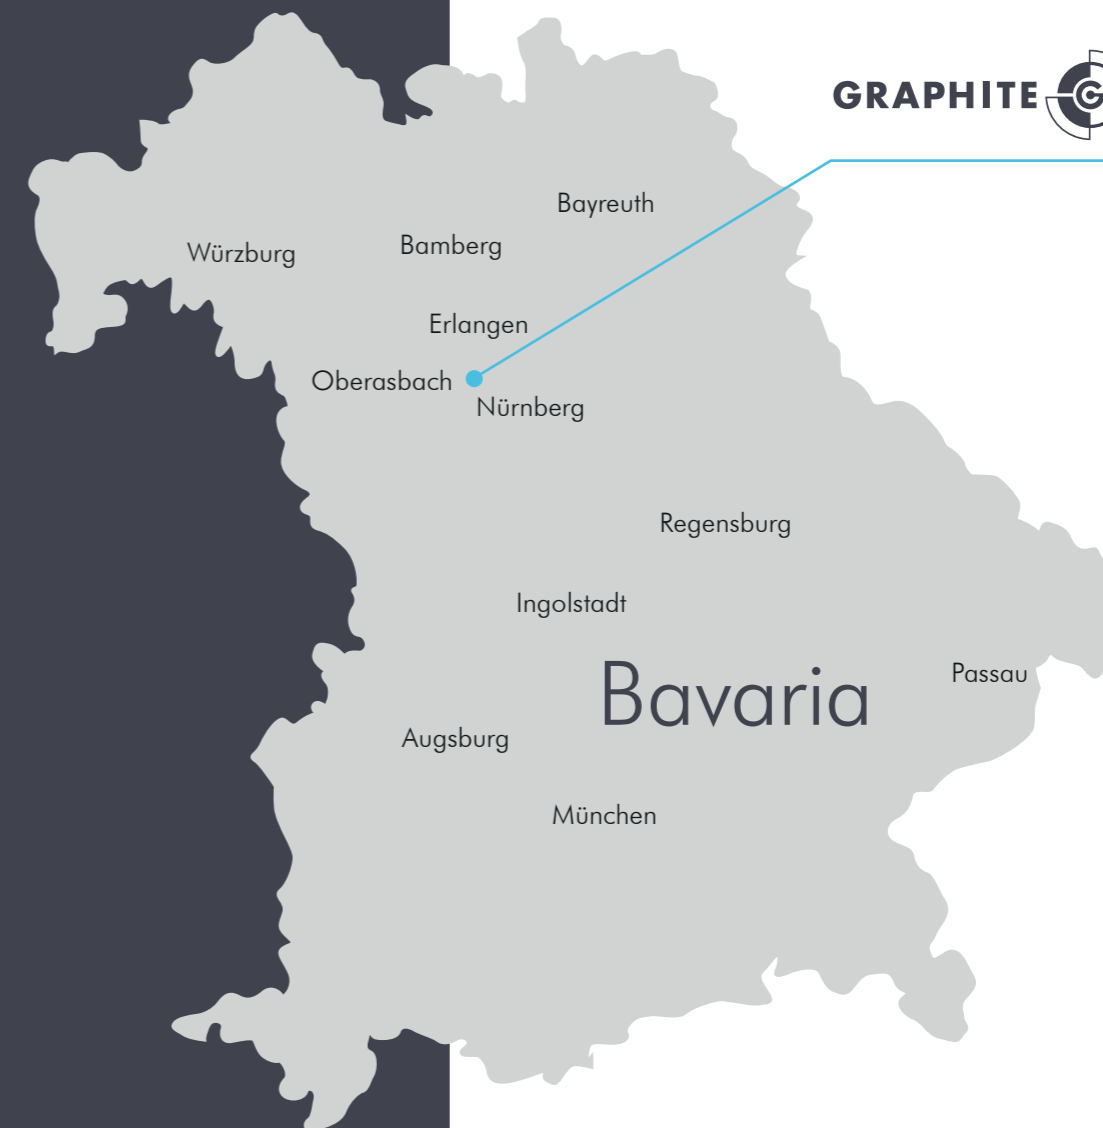 GRAPHITE
Bayreuth
Bamberg
Würzburg
Erlangen
Oberasbach
Nürnberg
Regensburg
Ingolstadt
Passau
Bavaria
Augsburg
München